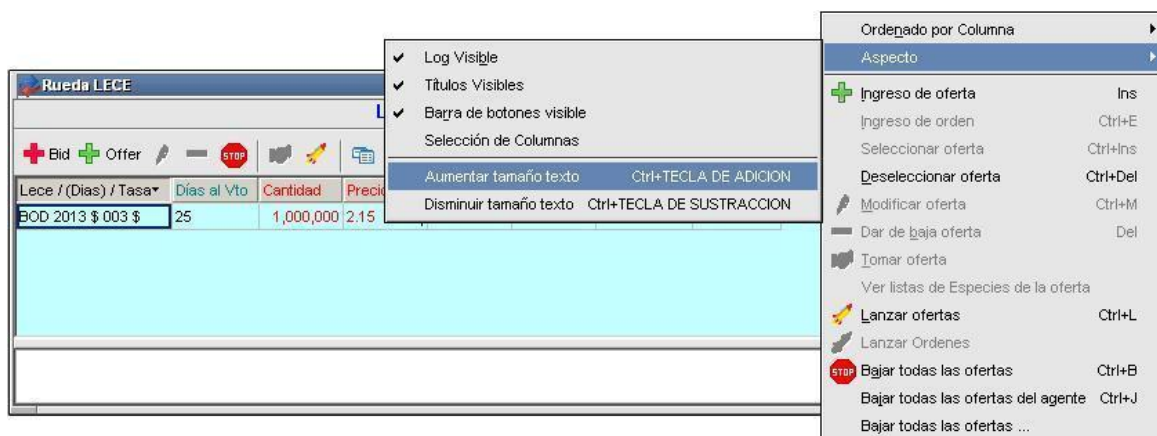 Rueda LECE
L
Bid Offer STOP
Lece / (Dias) / Tasa Días al Vto Cantidad Preci
BOD 2013 $ 003 $ 25 1,000,000 2.15
Log Visible
Títulos Visibles
Barra de botones visible
Selección de Columnas
Aumentar tamaño texto Ctrl+TECLA DE ADICION
Disminuir tamaño texto Ctrl+TECLA DE SUSTRACCION
Ordenado por Columna
Aspecto
Ingreso de oferta Ins
Ingreso de orden Ctrl+E
Seleccionar oferta Ctrl+Ins
Deseleccionar oferta Ctrl+Del
Modificar oferta Ctrl+M
Dar de baja oferta Del
Tomar oferta
Ver listas de Especies de la oferta
Lanzar ofertas Ctrl+L
Lanzar Ordenes
STOP Bajar todas las ofertas Ctrl+B
Bajar todas las ofertas del agente Ctrl+J
Bajar todas las ofertas ...